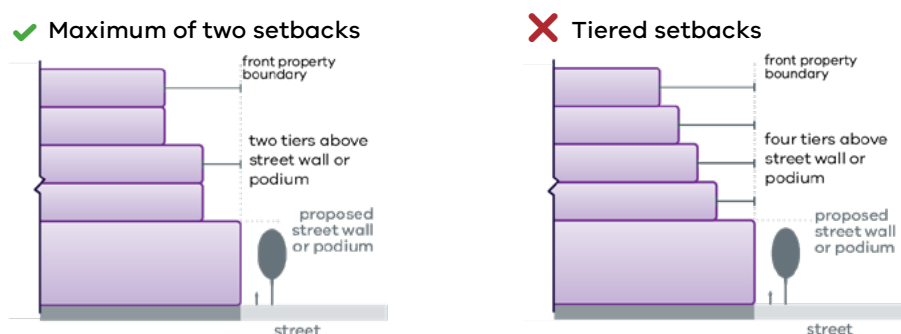 Maximum of two setbacks
front property
boundary
two tiers above
street wall or
podium
proposed
street wall
or podium
street
Tiered setbacks
front property
boundary
four tiers above
street wall or
podium
proposed
street wall
or podium
street